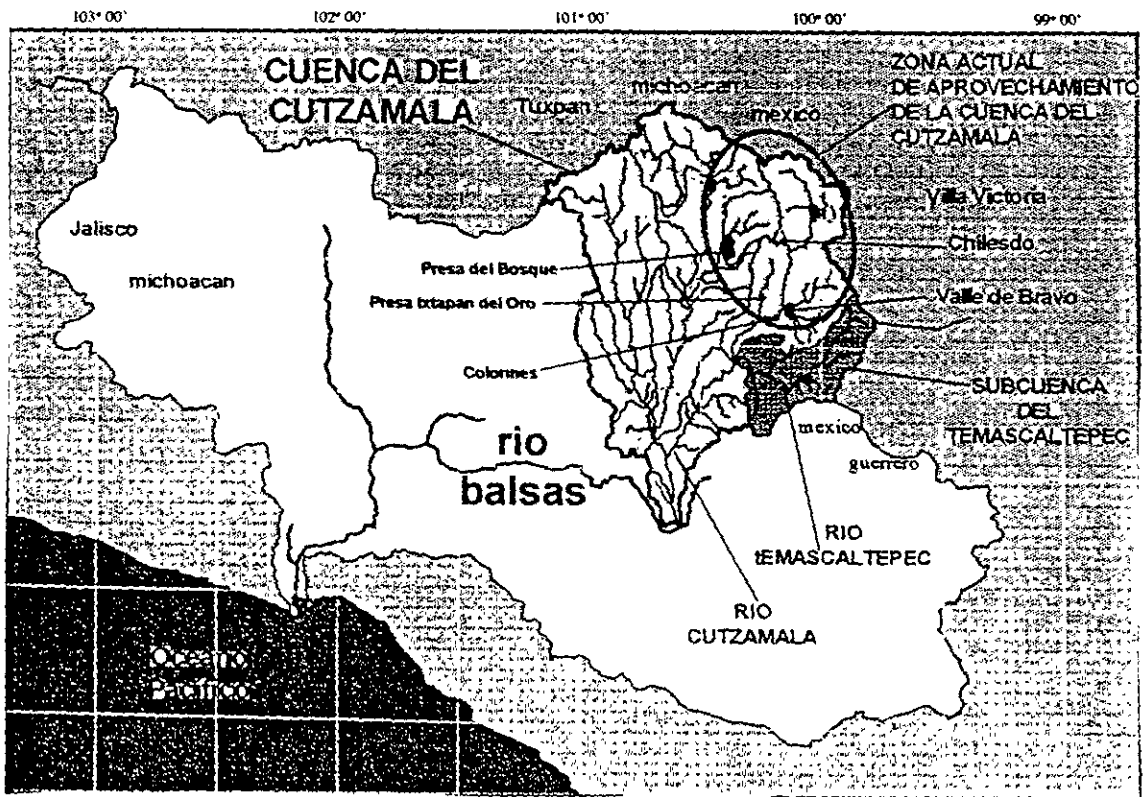 103° 00'
102° 00'
101° 00'
100° 00'
99° 00'
CUENCA DEL
CUTZAMALA
Tuxpan
michoacan
mexico
ZONA ACTUAL
DE APROVECHAMIENTO
DE LA CUENCA DEL
CUTZAMALA
Villa Victoria
Jalisco
Chilesdo
michoacan
Presa del Bosque
Presa Ixtapan del Oro
Valle de Bravo
Colorines
SUBCUENCA
DEL
TEMASCALTEPEC
mexico
guerrero
rio
balsas
RIO
tEMASCALTEPEC
RIO
CUTZAMALA
Oceano
Pacifico